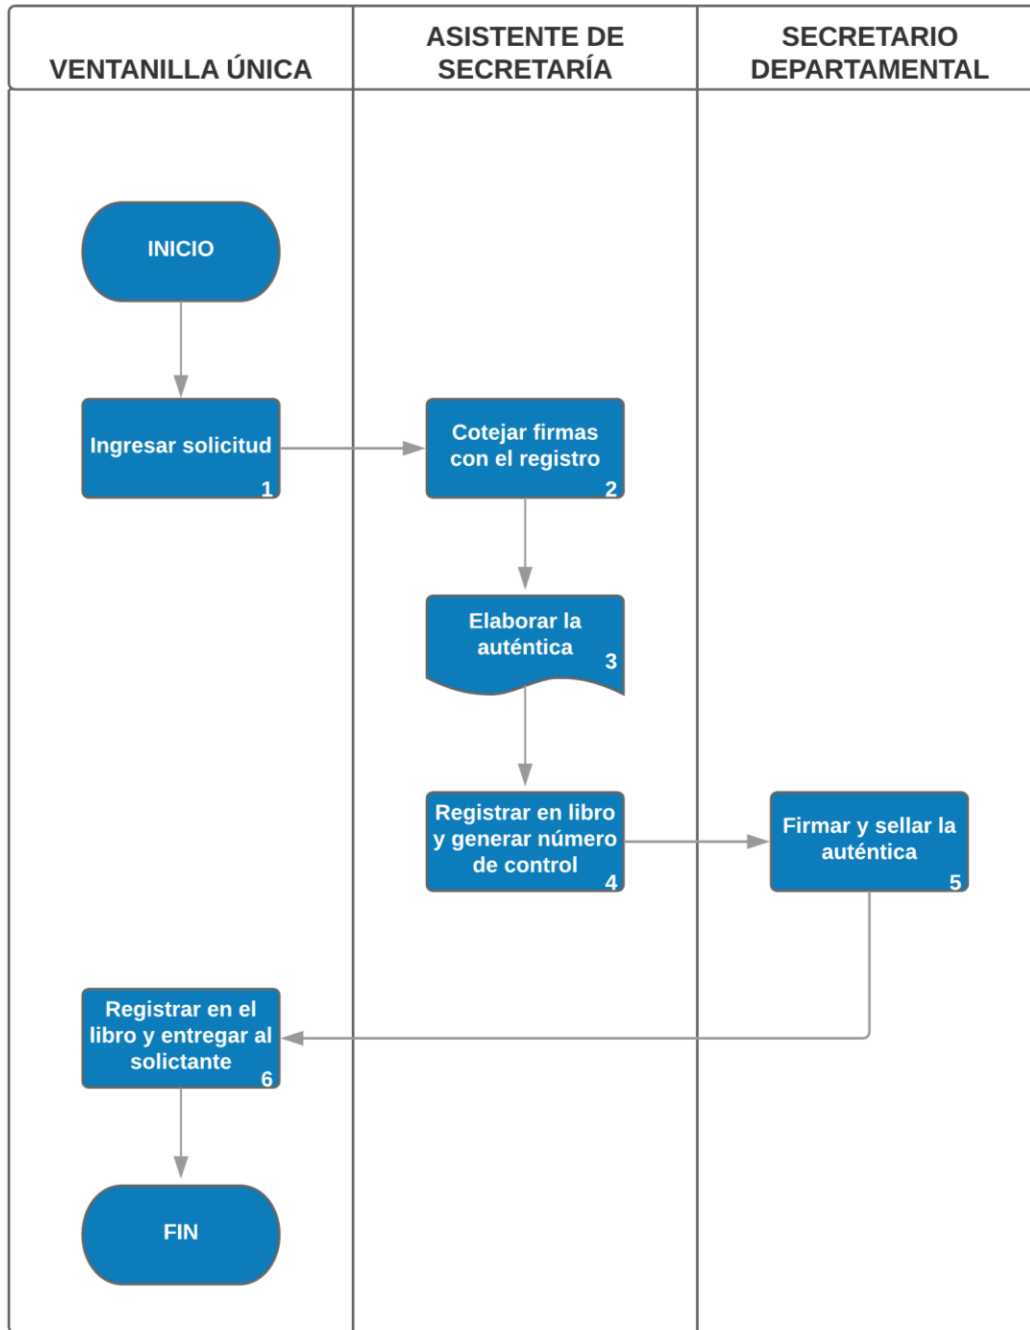 VENTANILLA ÚNICA
ASISTENTE DE
SECRETARÍA
SECRETARIO
DEPARTAMENTAL
INICIO
Ingresar solicitud
1
Cotejar firmas
con el registro
2
Elaborar la
auténtica
3
Registrar en libro
y generar número
de control
4
Firmar y sellar la
auténtica
5
Registrar en el
libro y entregar al
solictante
6
FIN